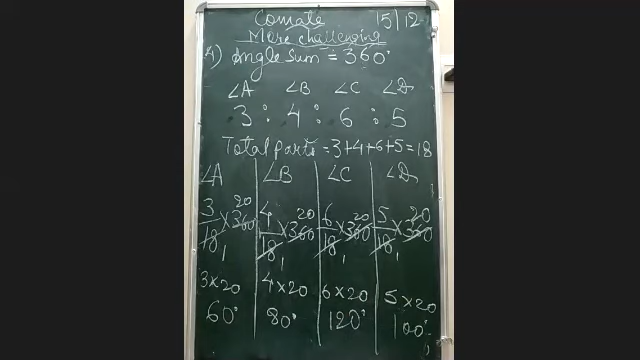 Comate 15/12
More challenging
4) Angle Sum = 360°
∠A ∠B ∠C ∠D
3 : 4 : 6 : 5
Total parts = 3+4+6+5 = 18
∠A ∠B ∠C ∠D
3/18 × 360 20 1 4/18 × 360 20 1 6/18 × 360 20 1 5/18 × 360 20 1
3×20 4×20 6×20 5×20
60° 80° 120° 100°